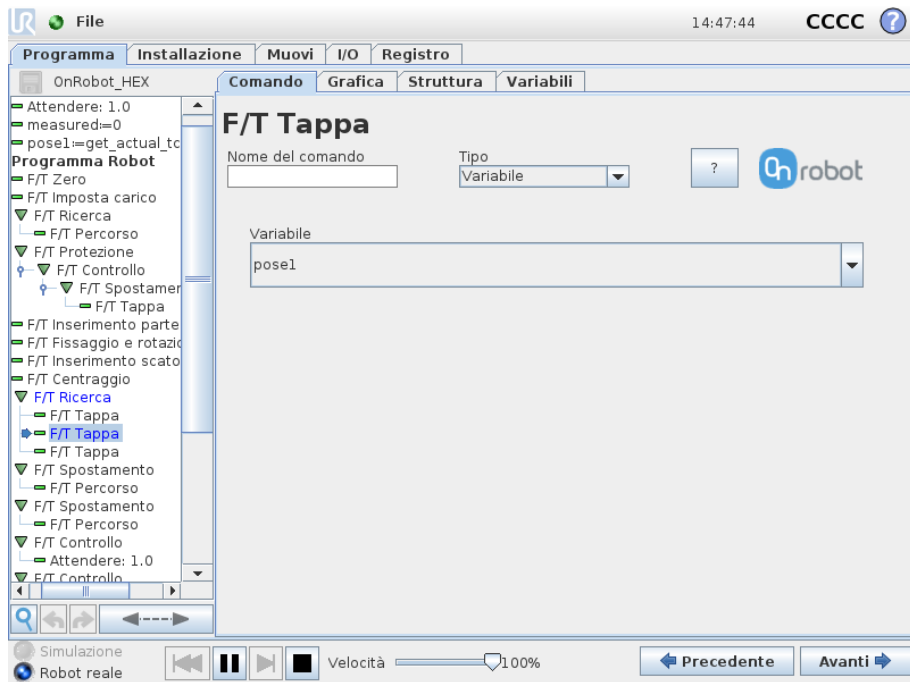 UR File 14:47:44 CCCC ?
Programma Installazione Muovi I/O Registro
OnRobot_HEX
Comando Grafica Struttura Variabili
Attendere: 1.0
measured≔0
pose1≔get_actual_tc
Programma Robot
F/T Zero
F/T Imposta carico
F/T Ricerca
F/T Percorso
F/T Protezione
F/T Controllo
F/T Spostamer
F/T Tappa
F/T Inserimento parte
F/T Fissaggio e rotazio
F/T Inserimento scato
F/T Centraggio
F/T Ricerca
F/T Tappa
F/T Tappa
F/T Tappa
F/T Spostamento
F/T Percorso
F/T Spostamento
F/T Percorso
F/T Controllo
Attendere: 1.0
F/T Controllo
F/T Tappa
Nome del comando Tipo
Variabile ? On robot
Variabile
pose1
Simulazione
Robot reale
Velocità 100% Precedente Avanti